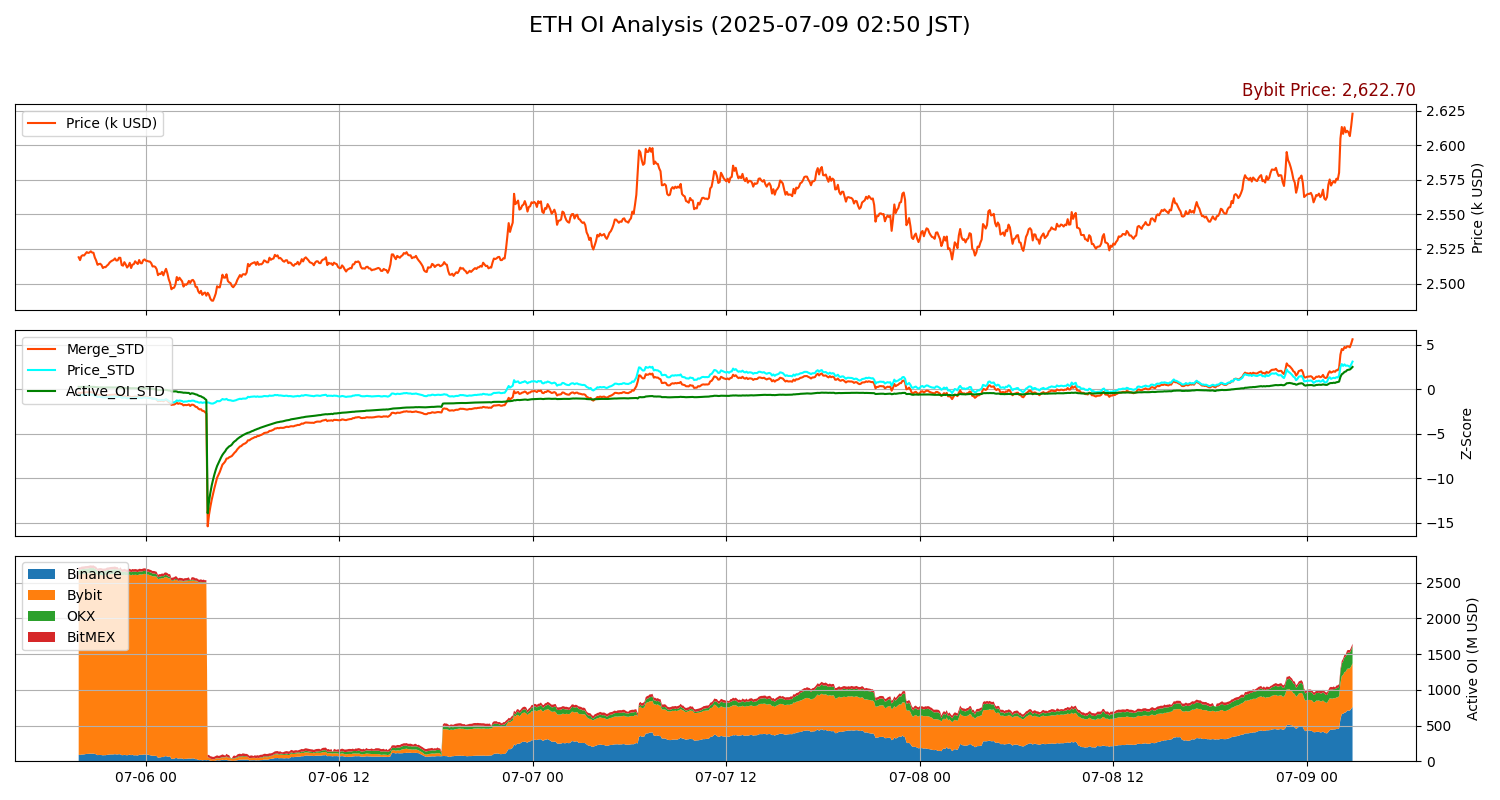 ETH OI Analysis (2025-07-09 02:50 JST)
Bybit Price: 2,622.70
Price (k USD)
2.625
2.600
2.575
2.550
2.525
2.500
Price (k USD)
Merge_STD
Price_STD
Active_OI_STD
5
0
−5
−10
−15
Z-Score
Binance
Bybit
OKX
BitMEX
2500
2000
1500
1000
500
0
Active OI (M USD)
07-06 00
07-06 12
07-07 00
07-07 12
07-08 00
07-08 12
07-09 00